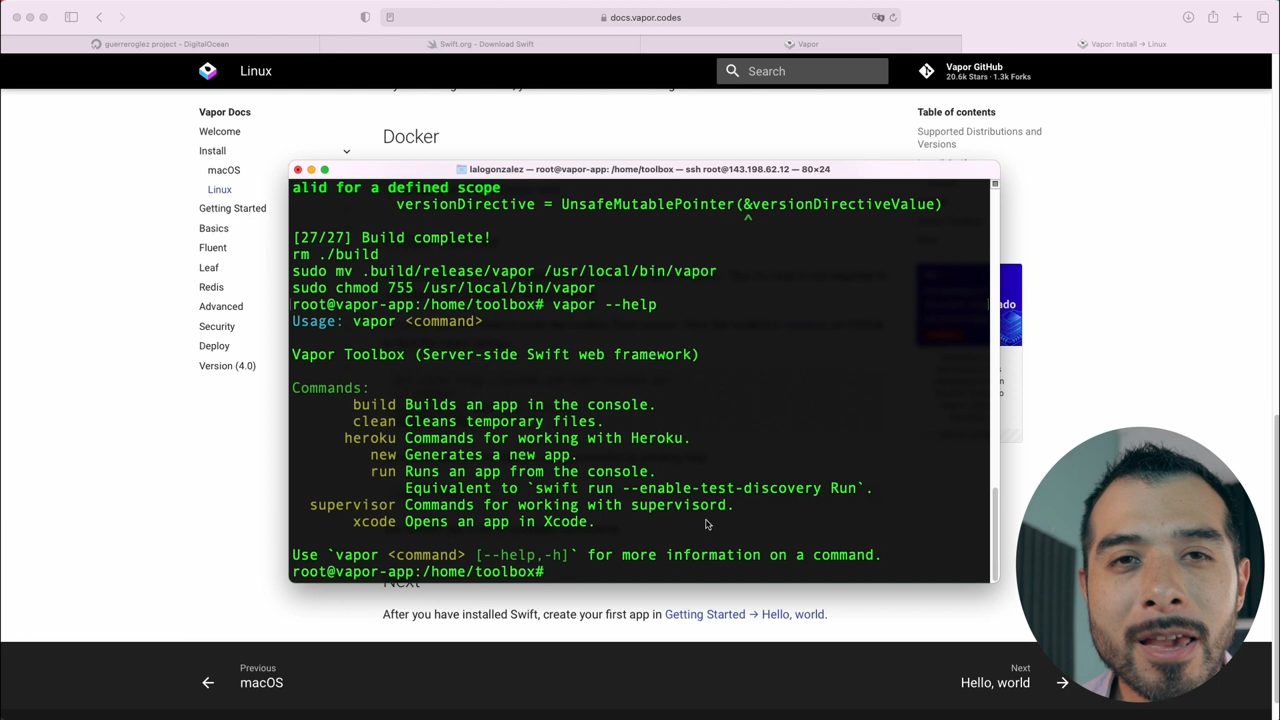 docs.vapor.codes
guerreroglez project - DigitalOcean
Swift.org - Download Swift
Vapor
Vapor: Install → Linux
Linux
Search
Vapor GitHub
20.6k Stars · 1.3k Forks
Vapor Docs
Welcome
Install
macOS
Linux
Getting Started
Basics
Fluent
Leaf
Redis
Advanced
Security
Deploy
Version (4.0)
Docker
Table of contents
Supported Distributions and
Versions
lalogonzalez — root@vapor-app: /home/toolbox — ssh root@143.198.62.12 — 80×24
alid for a defined scope
versionDirective = UnsafeMutablePointer(&versionDirectiveValue)
^
[27/27] Build complete!
rm ./build
sudo mv .build/release/vapor /usr/local/bin/vapor
sudo chmod 755 /usr/local/bin/vapor
root@vapor-app:/home/toolbox# vapor --help
Usage: vapor <command>
Vapor Toolbox (Server-side Swift web framework)
Commands:
build Builds an app in the console.
clean Cleans temporary files.
heroku Commands for working with Heroku.
new Generates a new app.
run Runs an app from the console.
Equivalent to `swift run --enable-test-discovery Run`.
supervisor Commands for working with supervisord.
xcode Opens an app in Xcode.
Use `vapor <command> [--help,-h]` for more information on a command.
root@vapor-app:/home/toolbox#
Next
After you have installed Swift, create your first app in Getting Started → Hello, world.
Previous
macOS
Next
Hello, world